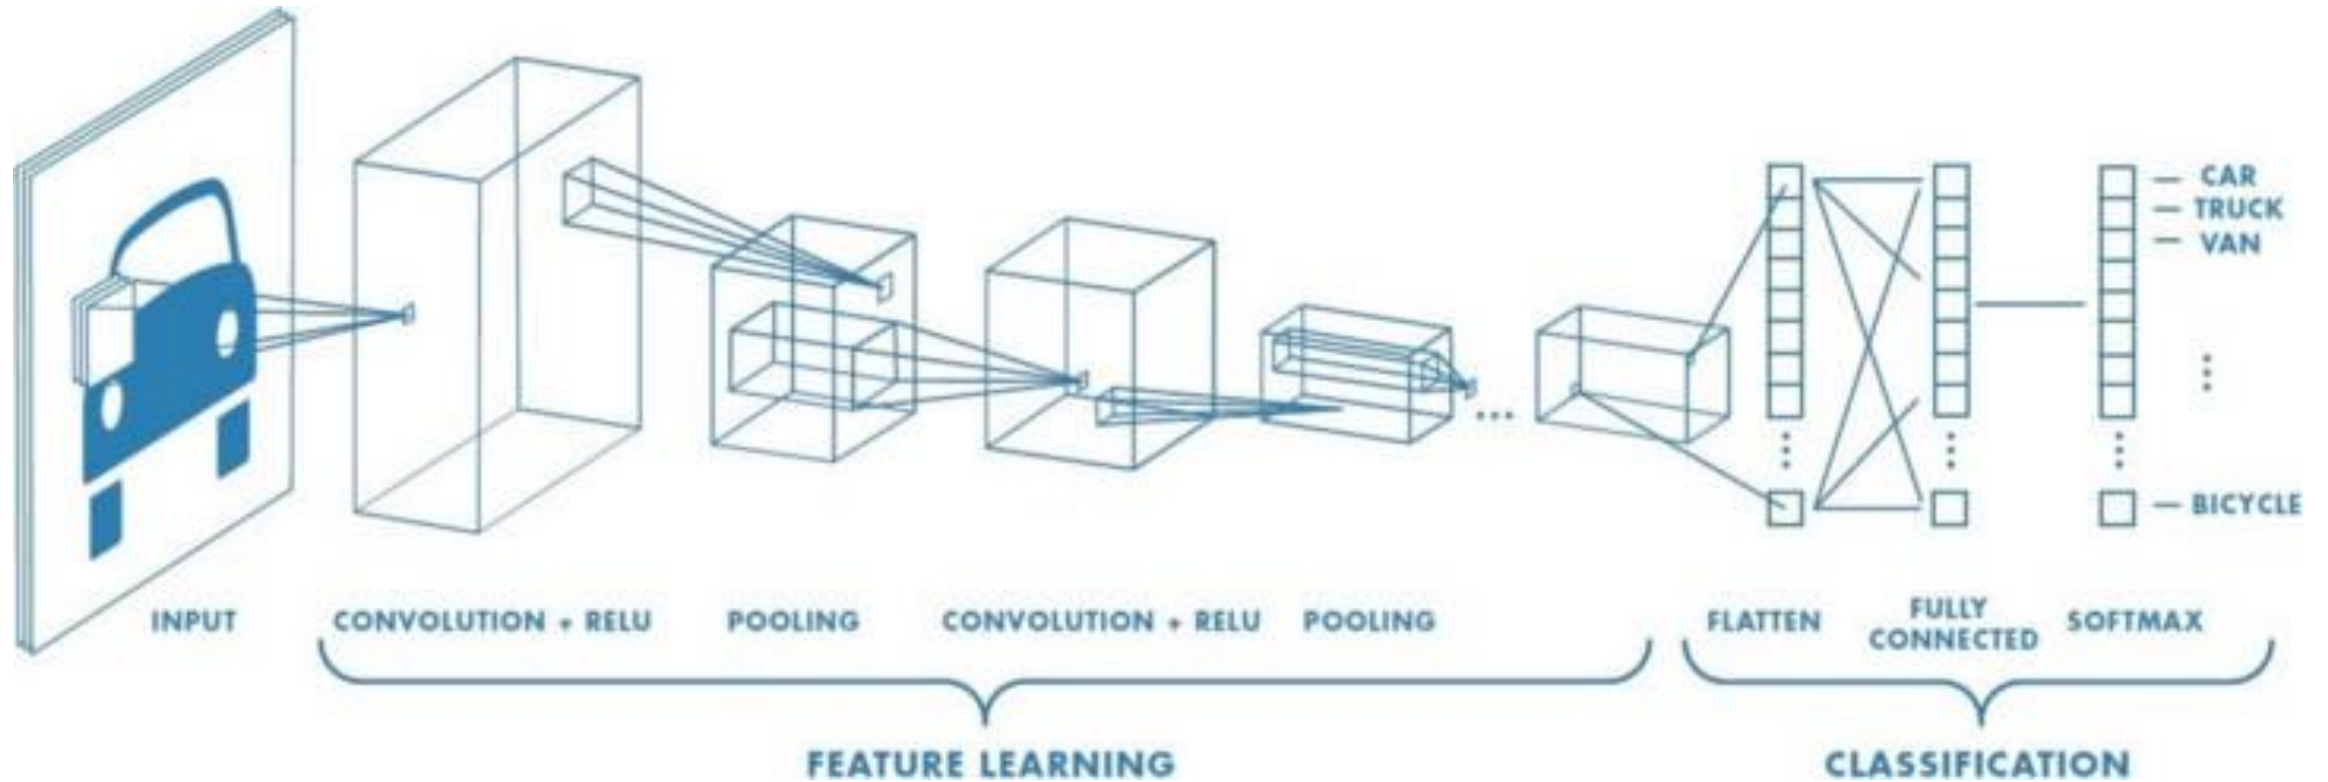 CAR
TRUCK
VAN
BICYCLE
INPUT
CONVOLUTION + RELU
POOLING
CONVOLUTION + RELU
POOLING
FLATTEN
FULLY
CONNECTED
SOFTMAX
FEATURE LEARNING
CLASSIFICATION